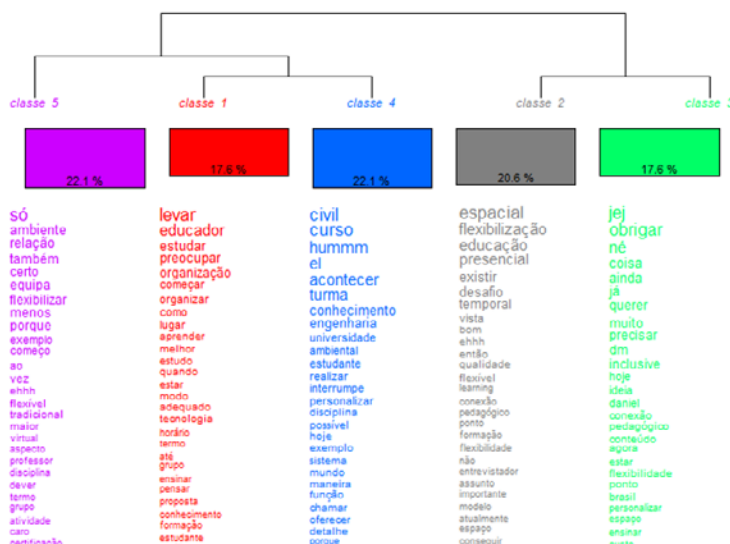 classe 5
classe 1
classe 4
classe 2
classe 3
22.1 %
17.6 %
22.1 %
20.6 %
17.6 %
só
ambiente
relação
também
certo
equipa
flexibilizar
menos
porque
exemplo
começo
ao
vez
ehhh
flexível
tradicional
maior
virtual
aspecto
professor
disciplina
dever
termo
grupo
atividade
caro
certificação
levar
educador
estudar
preocupar
organização
começar
organizar
como
lugar
aprender
melhor
estudo
quando
estar
modo
adequado
tecnologia
horário
termo
até
grupo
ensinar
pensar
proposta
conhecimento
formação
estudante
civil
curso
hummm
el
acontecer
turma
conhecimento
engenharia
universidade
ambiental
estudante
realizar
interrumpe
personalizar
disciplina
possível
hoje
exemplo
sistema
mundo
maneira
função
chamar
oferecer
detalhe
porque
espacial
flexibilização
educação
presencial
existir
desafio
temporal
vista
bom
ehhh
então
qualidade
flexível
learning
conexão
pedagógico
ponto
formação
flexibilidade
não
entrevistador
assunto
importante
modelo
atualmente
espaço
conseguir
jej
obrigar
né
coisa
ainda
já
querer
muito
precisar
dm
inclusive
hoje
ideia
daniel
conexão
pedagógico
conteúdo
agora
estar
flexibilidade
ponto
brasil
personalizar
espaço
ensinar